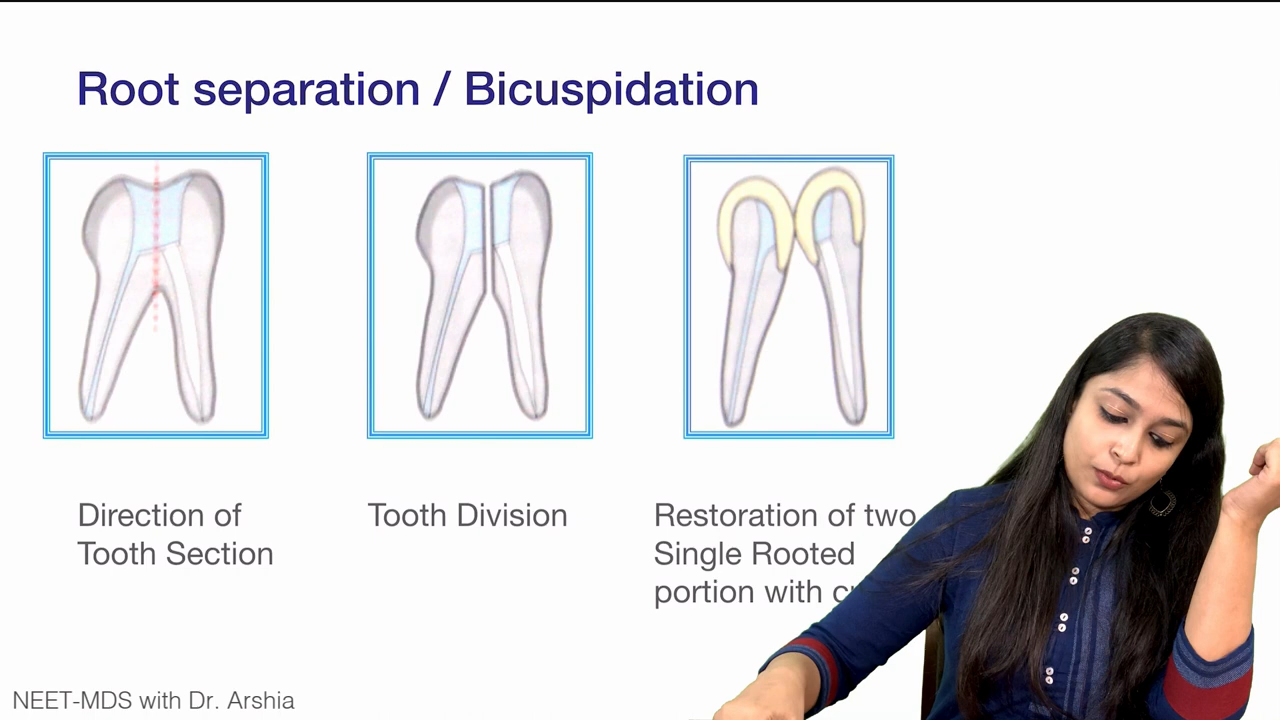 Root separation / Bicuspidation
Direction of
Tooth Section
Tooth Division
Restoration of two
Single Rooted
portion with
NEET-MDS with Dr. Arshia